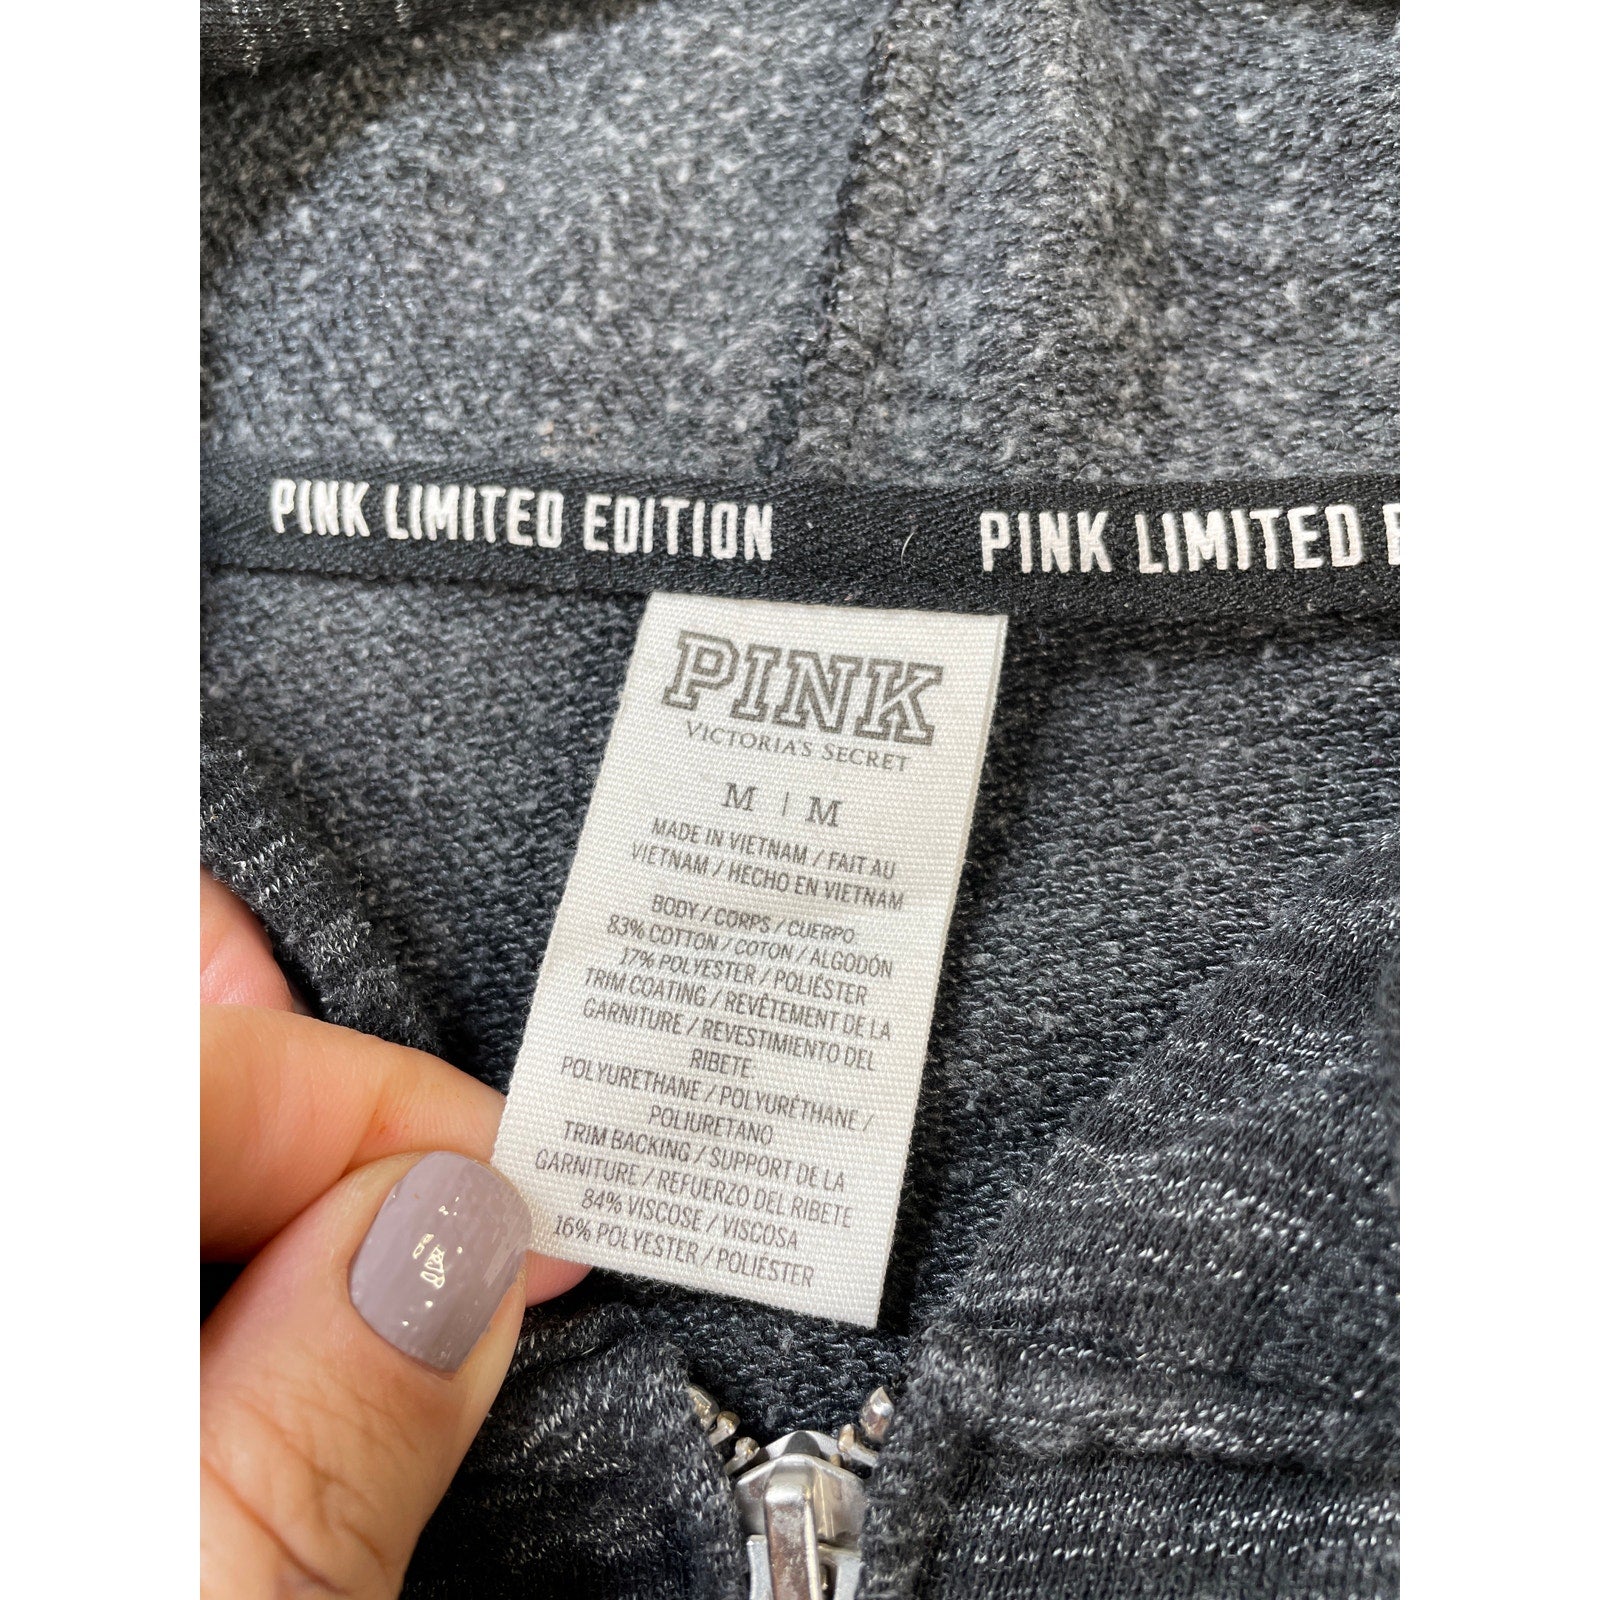 PINK LIMITED EDITION
PINK LIMITED E
PINK
VICTORIA'S SECRET
M | M
MADE IN VIETNAM / FAIT AU
VIETNAM / HECHO EN VIETNAM
BODY / CORPS / CUERPO
83% COTTON / COTON / ALGODÓN
17% POLYESTER / POLIÉSTER
TRIM COATING / REVÊTEMENT DE LA
GARNITURE / REVESTIMIENTO DEL
RIBETE
POLYURETHANE / POLYURÉTHANE /
POLIURETANO
TRIM BACKING / SUPPORT DE LA
GARNITURE / REFUERZO DEL RIBETE
84% VISCOSE / VISCOSA
16% POLYESTER / POLIÉSTER